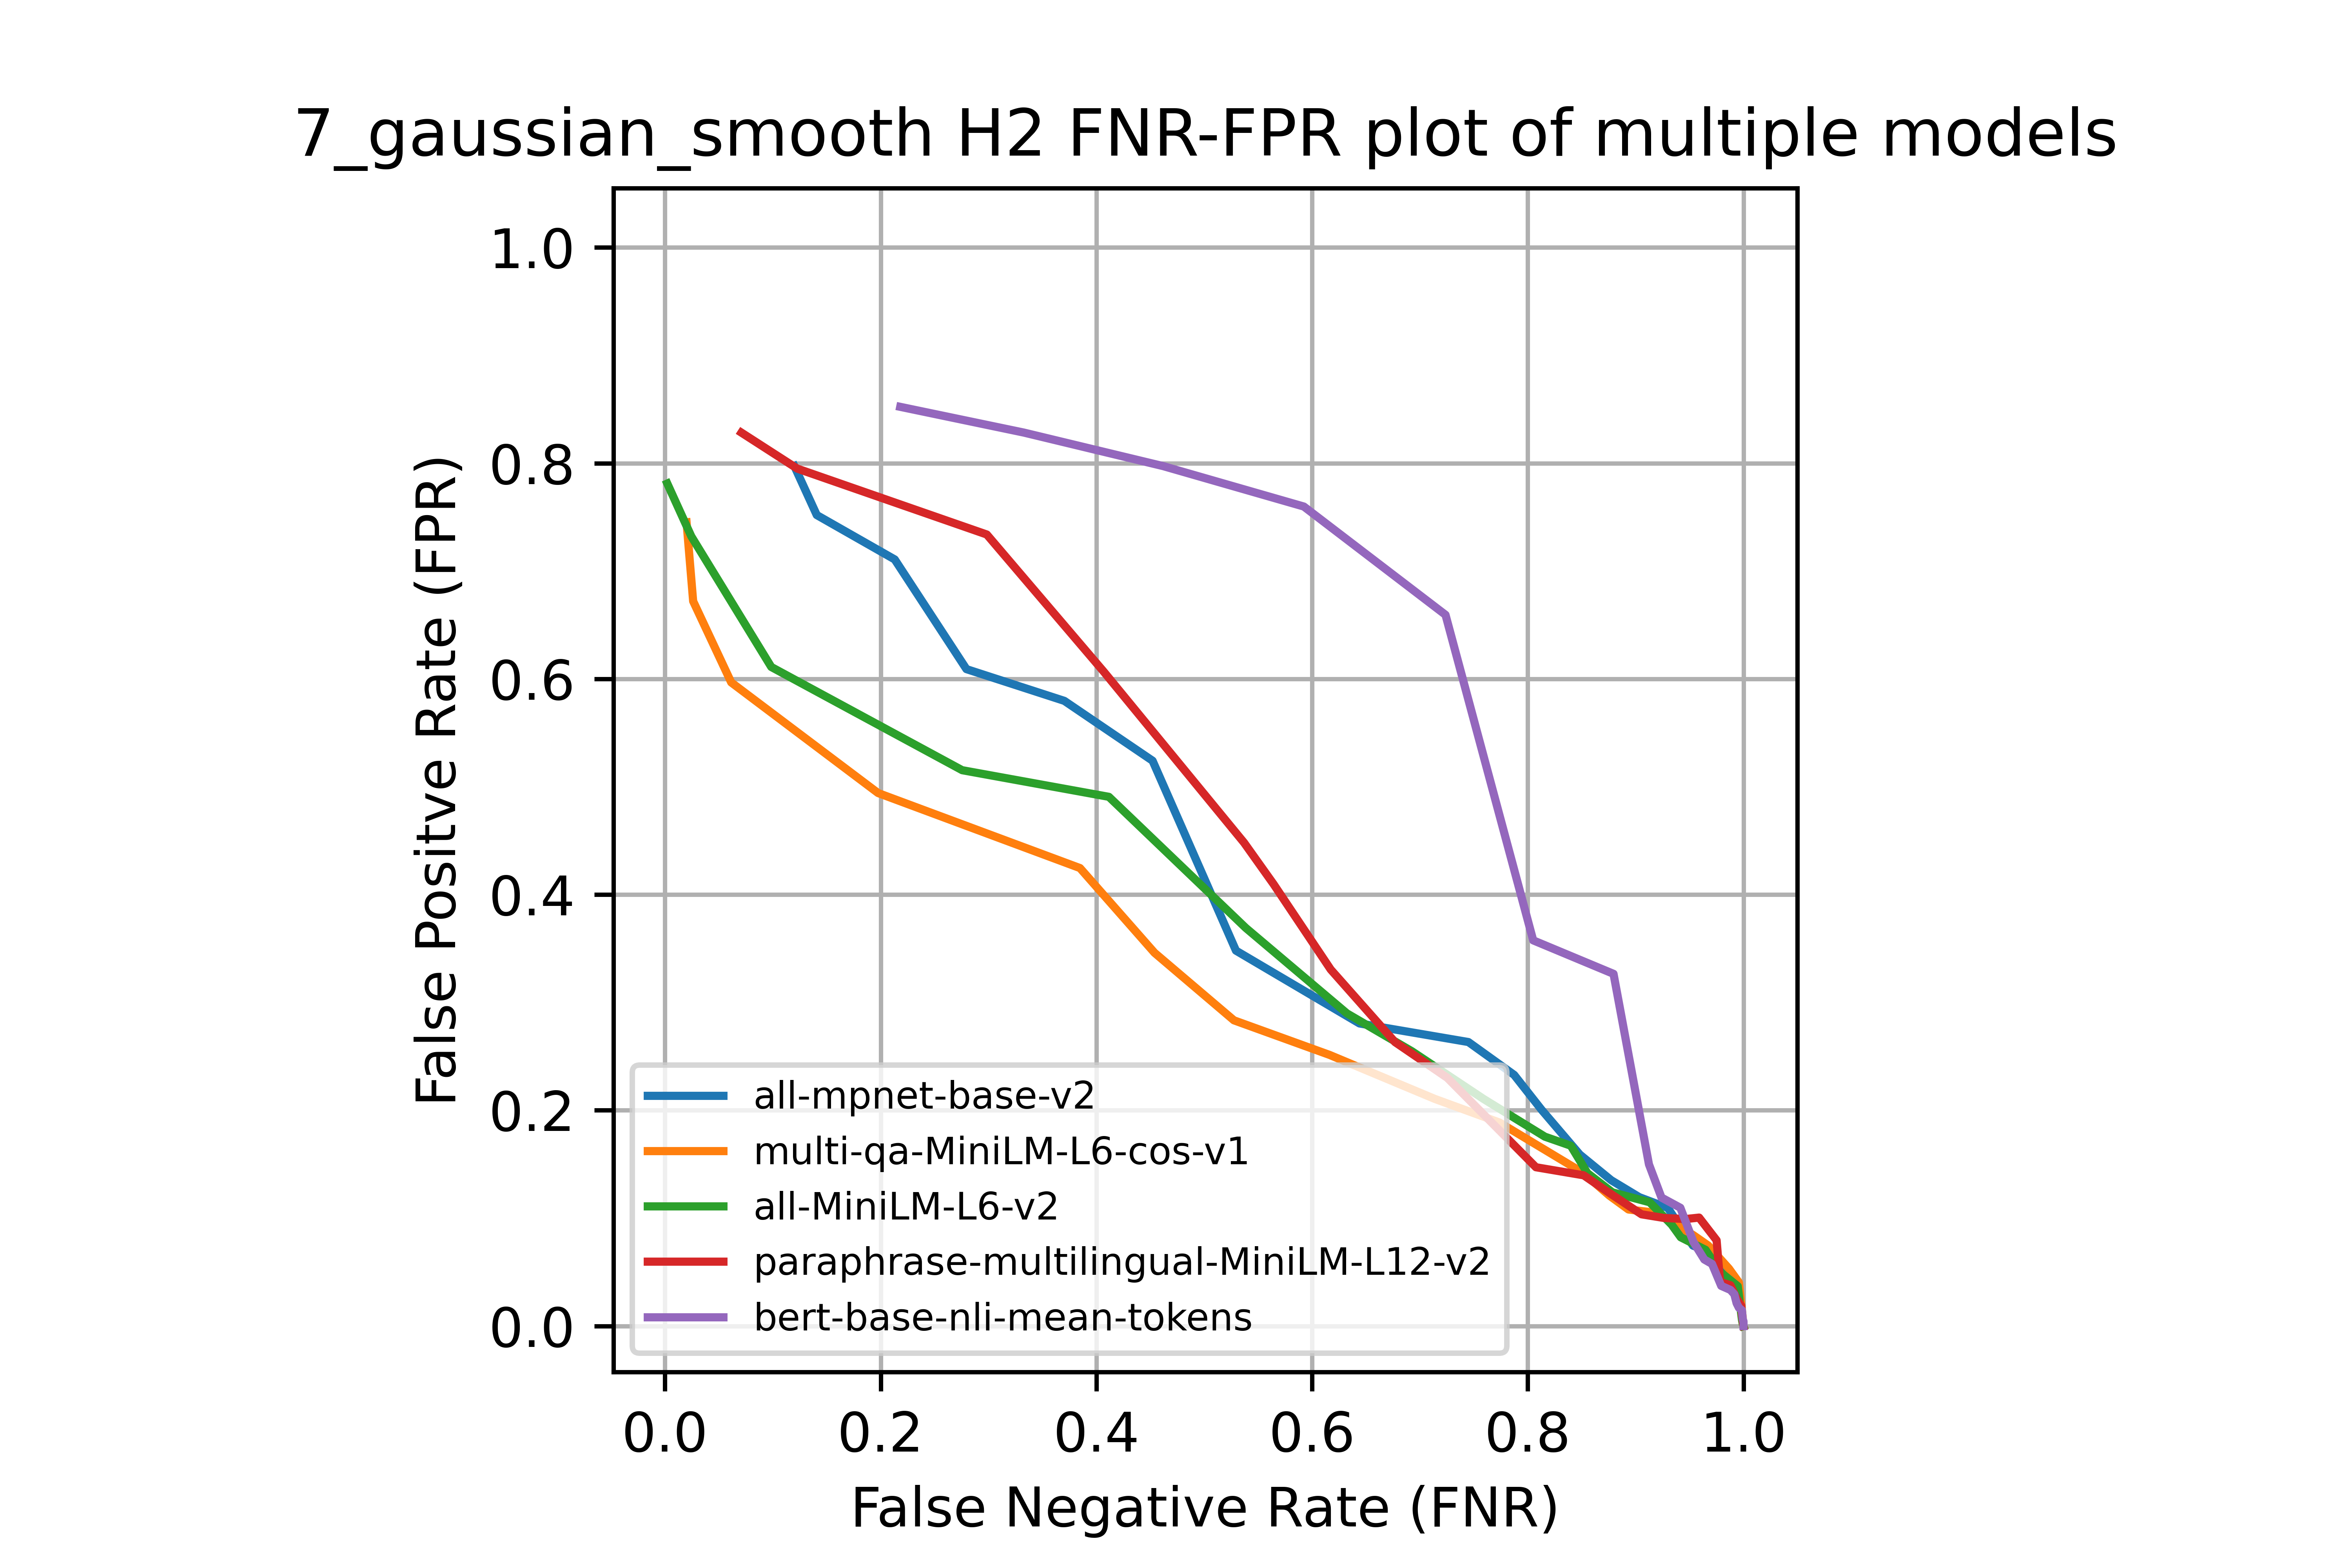 7_gaussian_smooth H2 FNR-FPR plot of multiple models
1.0
0.8
0.6
0.4
0.2
0.0
False Positve Rate (FPR)
all-mpnet-base-v2
multi-qa-MiniLM-L6-cos-v1
all-MiniLM-L6-v2
paraphrase-multilingual-MiniLM-L12-v2
bert-base-nli-mean-tokens
0.0 0.2 0.4 0.6 0.8 1.0
False Negative Rate (FNR)